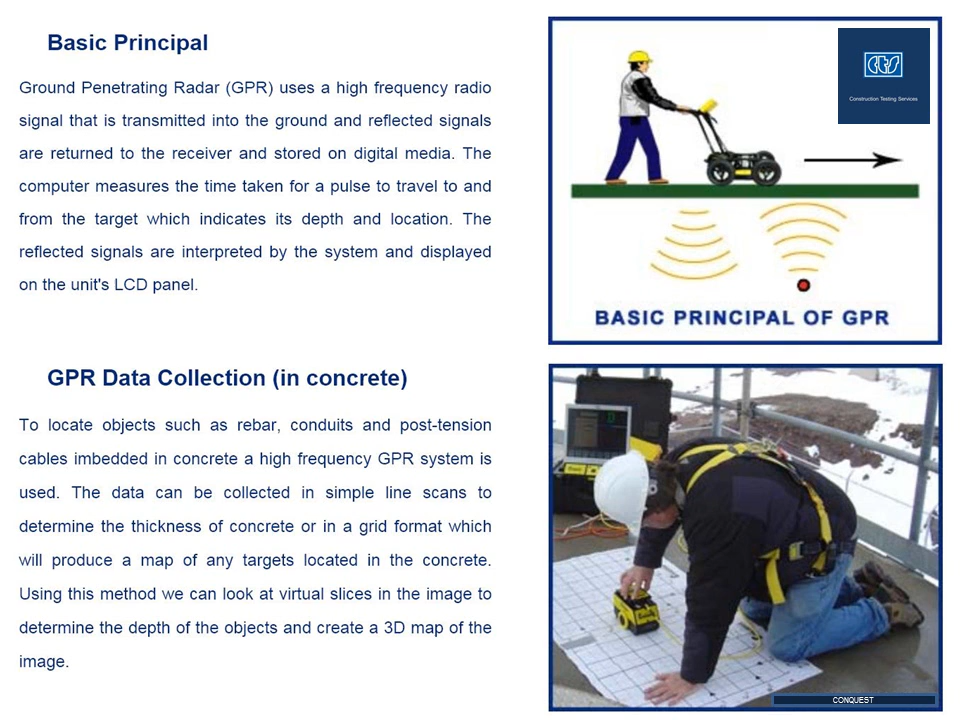 Basic Principal
Ground Penetrating Radar (GPR) uses a high frequency radio
signal that is transmitted into the ground and reflected signals
are returned to the receiver and stored on digital media. The
computer measures the time taken for a pulse to travel to and
from the target which indicates its depth and location. The
reflected signals are interpreted by the system and displayed
on the unit's LCD panel.
CTS
Construction Testing Services
BASIC PRINCIPAL OF GPR
GPR Data Collection (in concrete)
To locate objects such as rebar, conduits and post-tension
cables imbedded in concrete a high frequency GPR system is
used. The data can be collected in simple line scans to
determine the thickness of concrete or in a grid format which
will produce a map of any targets located in the concrete.
Using this method we can look at virtual slices in the image to
determine the depth of the objects and create a 3D map of the
image.
CONQUEST